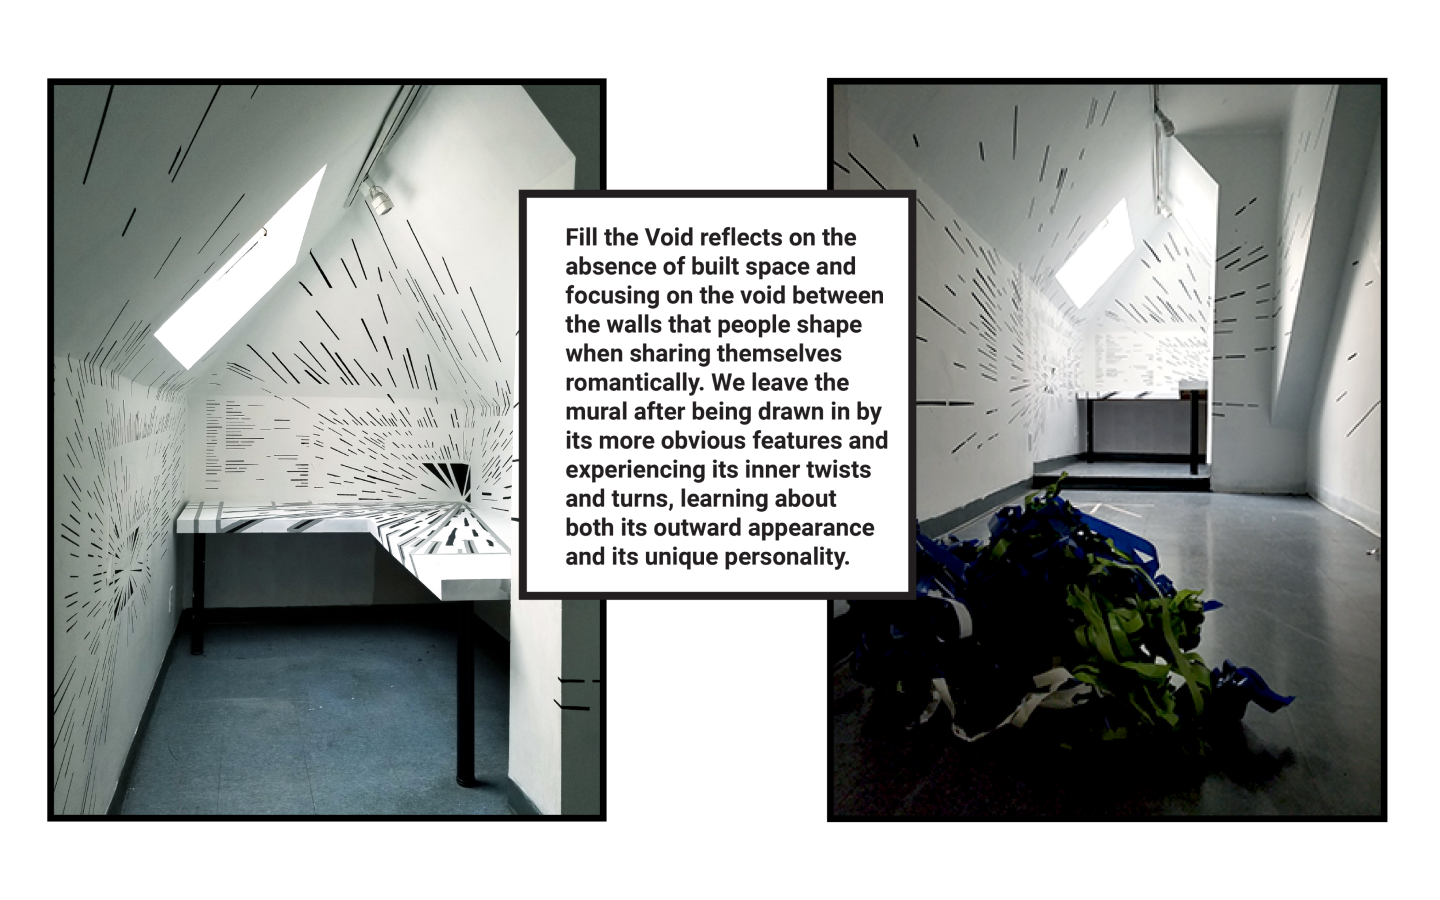 Fill the Void reflects on the
absence of built space and
focusing on the void between
the walls that people shape
when sharing themselves
romantically. We leave the
mural after being drawn in by
its more obvious features and
experiencing its inner twists
and turns, learning about
both its outward appearance
and its unique personality.